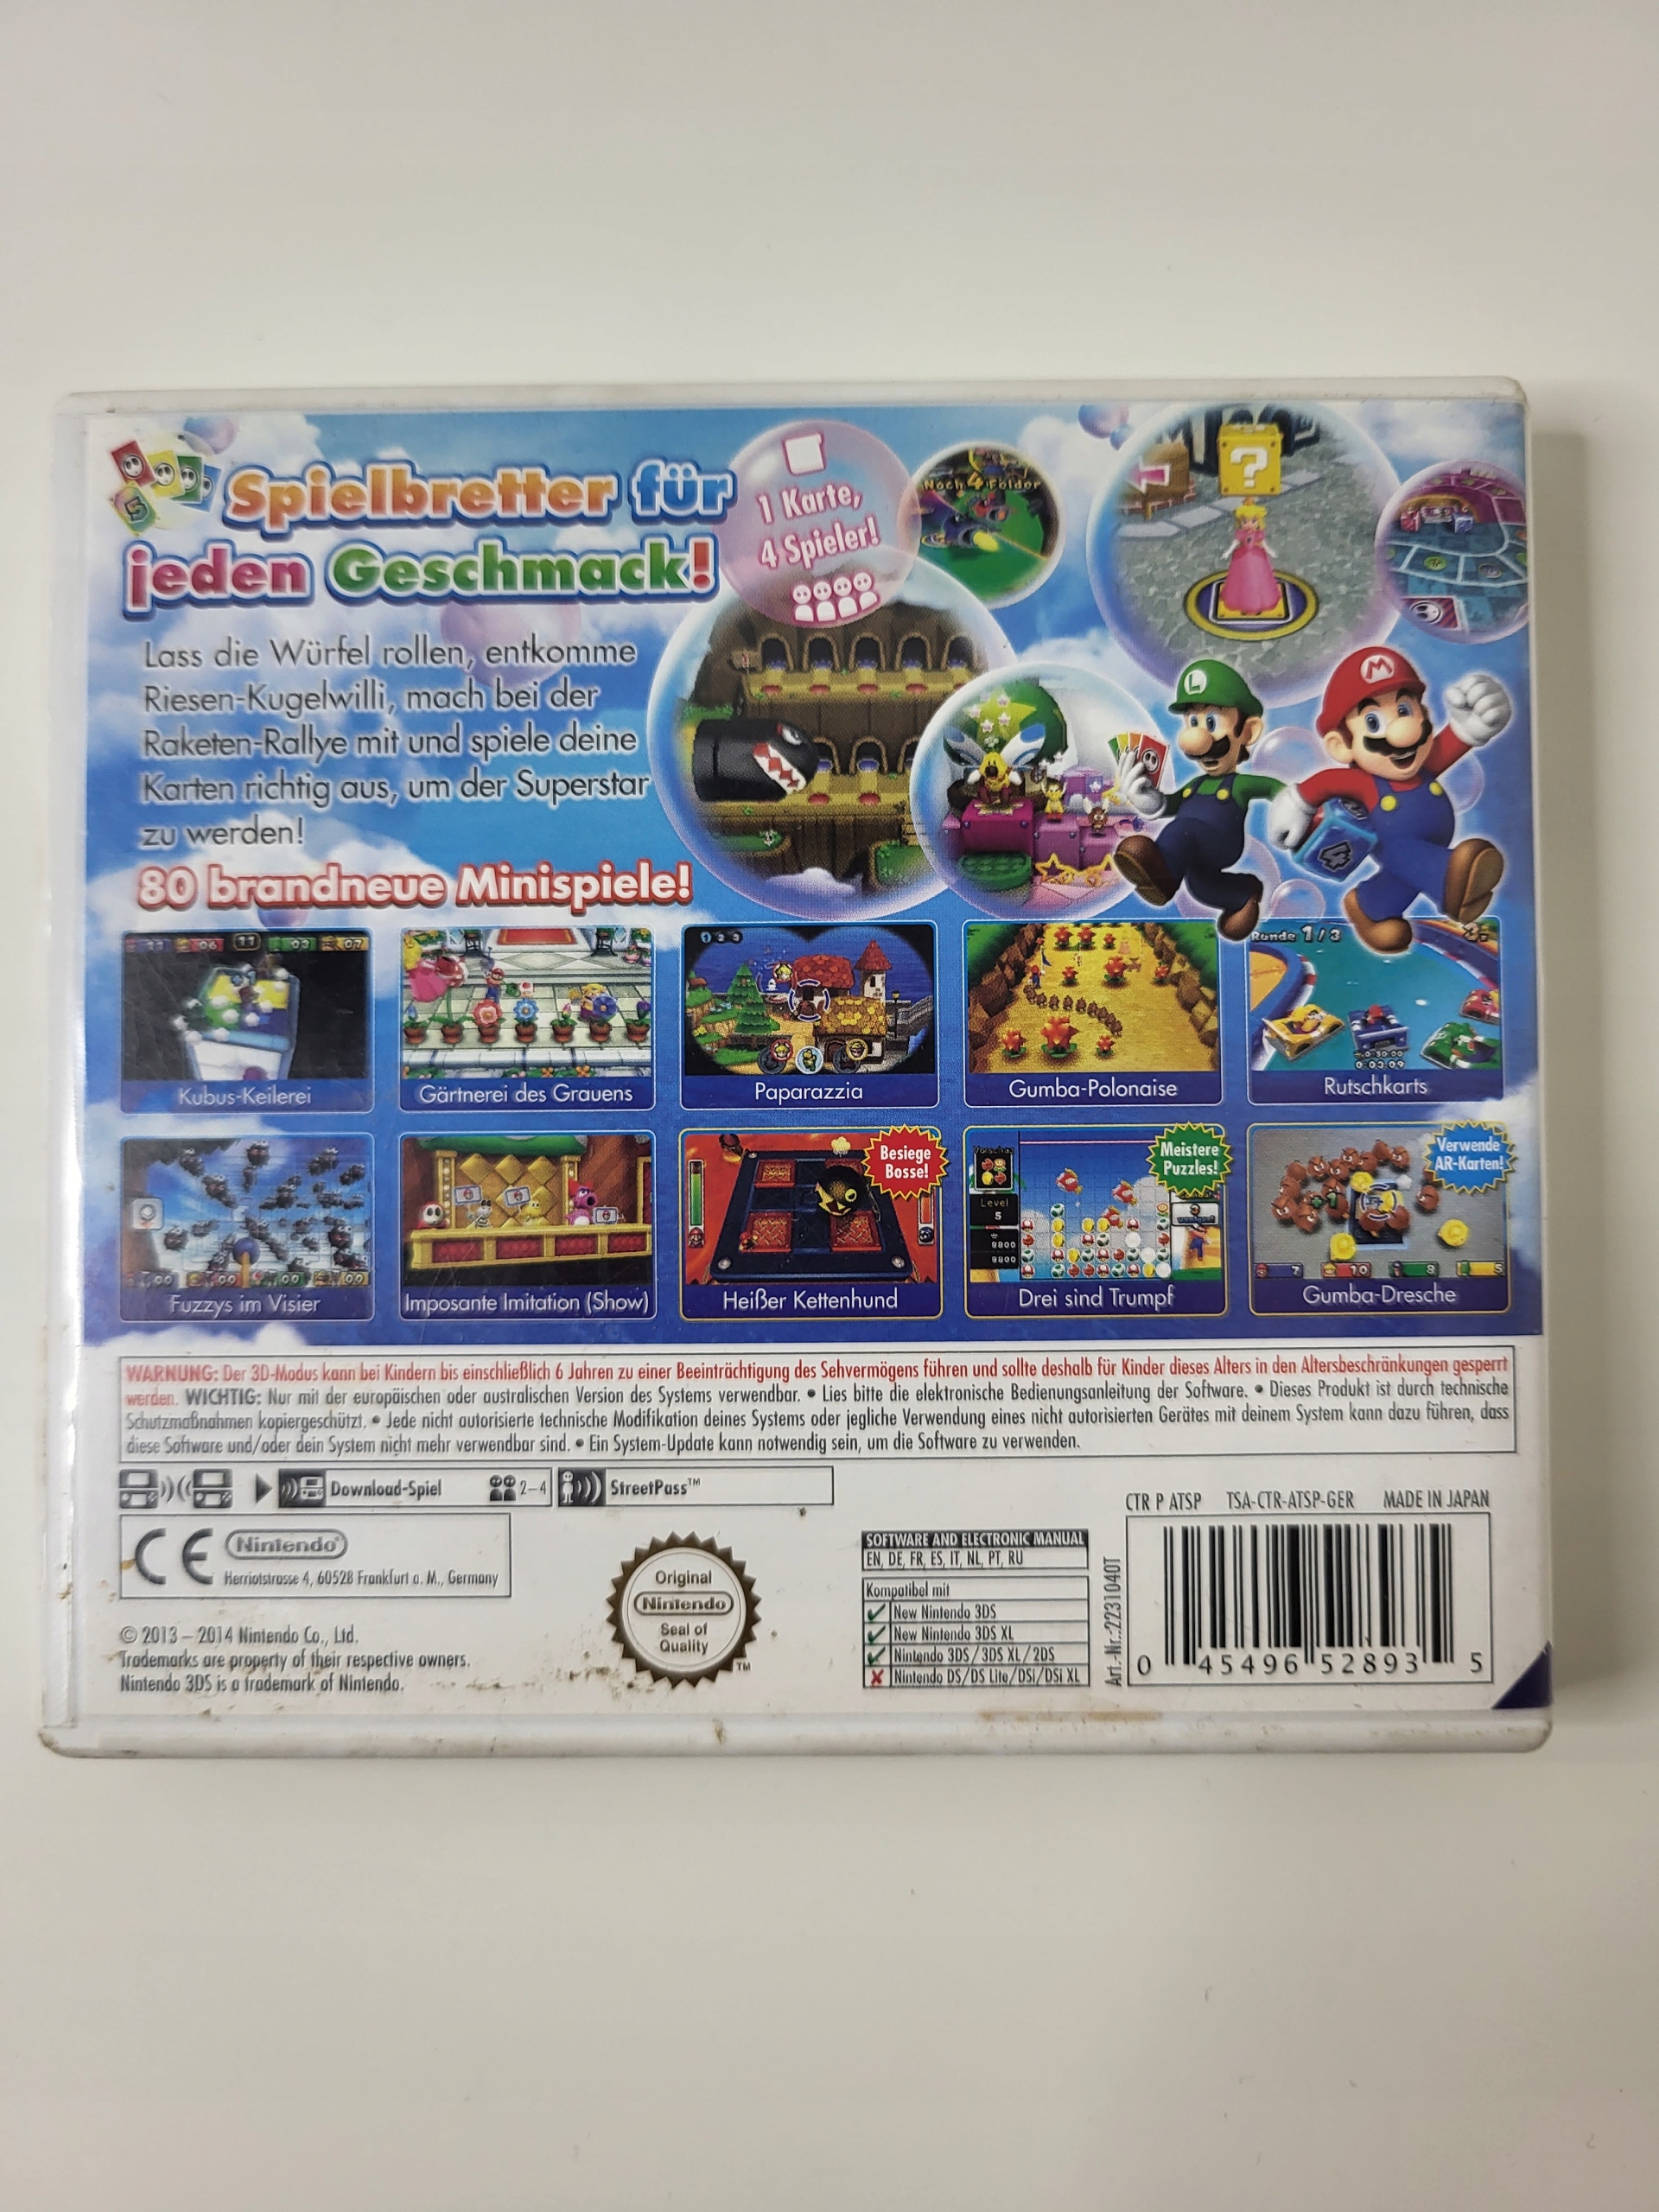 Spielbretter für
jeden Geschmack!
1 Karte,
4 Spieler!
Noch 4 Felder
Lass die Würfel rollen, entkomme
Riesen-Kugelwilli, mach bei der
Raketen-Rallye mit und spiele deine
Karten richtig aus, um der Superstar
zu werden!
80 brandneue Minispiele!
Runde 1/3
Kubus-Keilerei
Gärtnerei des Grauens
Paparazzia
Gumba-Polonaise
Rutschkarts
Besiege
Bosse!
Meistere
Puzzles!
Verwende
AR-Karten!
Level
5
Fuzzys im Visier
Imposante Imitation (Show)
Heißer Kettenhund
Drei sind Trumpf
Gumba-Dresche
WARNUNG: Der 3D-Modus kann bei Kindern bis einschließlich 6 Jahren zu einer Beeinträchtigung des Sehvermögens führen und sollte deshalb für Kinder dieses Alters in den Altersbeschränkungen gesperrt
werden. WICHTIG: Nur mit der europäischen oder australischen Version des Systems verwendbar. • Lies bitte die elektronische Bedienungsanleitung der Software. • Dieses Produkt ist durch technische
Schutzmaßnahmen kopiergeschützt. • Jede nicht autorisierte technische Modifikation deines Systems oder jegliche Verwendung eines nicht autorisierten Gerätes mit deinem System kann dazu führen, dass
diese Software und/oder dein System nicht mehr verwendbar sind. • Ein System-Update kann notwendig sein, um die Software zu verwenden.
Download-Spiel 2–4 StreetPass™
CTR P ATSP TSA-CTR-ATSP-GER MADE IN JAPAN
CE Nintendo®
Herriotstrasse 4, 60528 Frankfurt a. M., Germany
© 2013 – 2014 Nintendo Co., Ltd.
Trademarks are property of their respective owners.
Nintendo 3DS is a trademark of Nintendo.
Original
Nintendo
Seal of
Quality
™
SOFTWARE AND ELECTRONIC MANUAL
EN, DE, FR, ES, IT, NL, PT, RU
Kompatibel mit
New Nintendo 3DS
New Nintendo 3DS XL
Nintendo 3DS/3DS XL/2DS
Nintendo DS/DS Lite/DSi/DSi XL
Art.-Nr.:2231040T
0 45496 52893 5